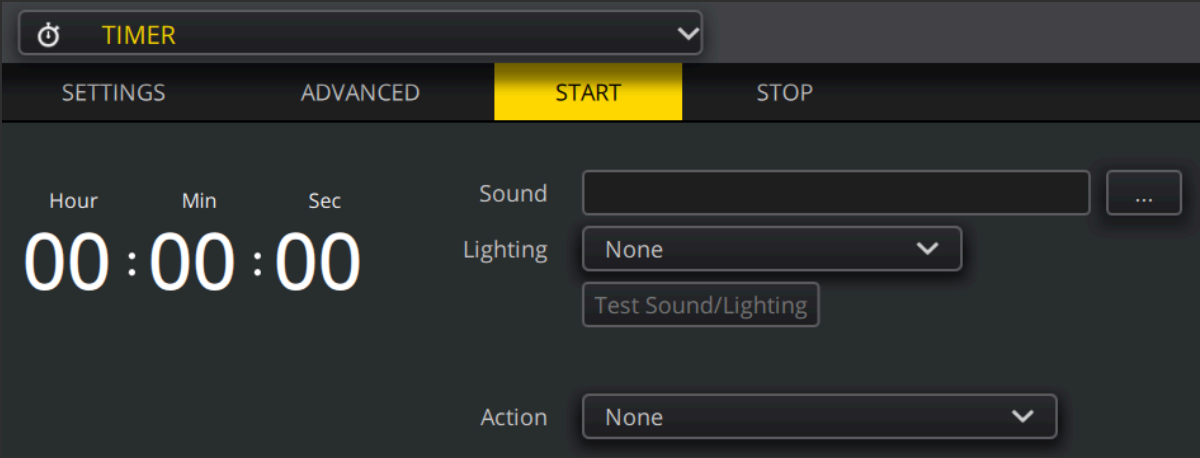 TIMER
SETTINGS ADVANCED START STOP
Hour Min Sec
00 : 00 : 00
Sound ...
Lighting None
Test Sound/Lighting
Action None